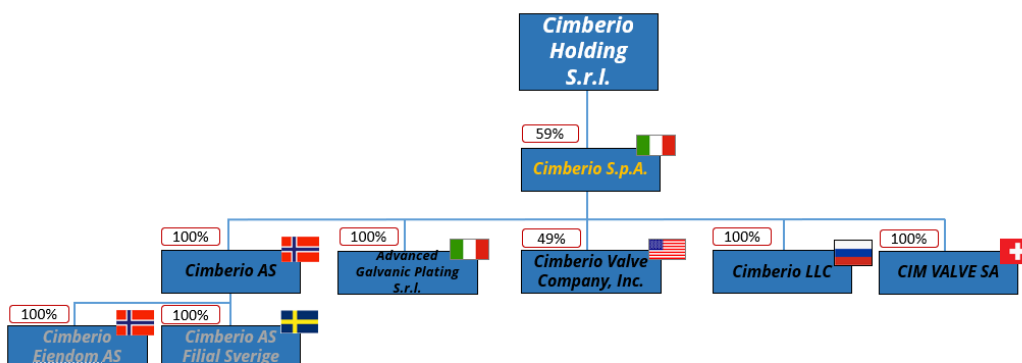 Cimberio
Holding
S.r.l.
59%
Cimberio S.p.A.
100%
100%
49%
100%
100%
Cimberio AS
Advanced
Galvanic Plating
S.r.l.
Cimberio Valve
Company, Inc.
Cimberio LLC
CIM VALVE SA
100%
100%
Cimberio
Eiendom AS
Cimberio AS
Filial Sverige